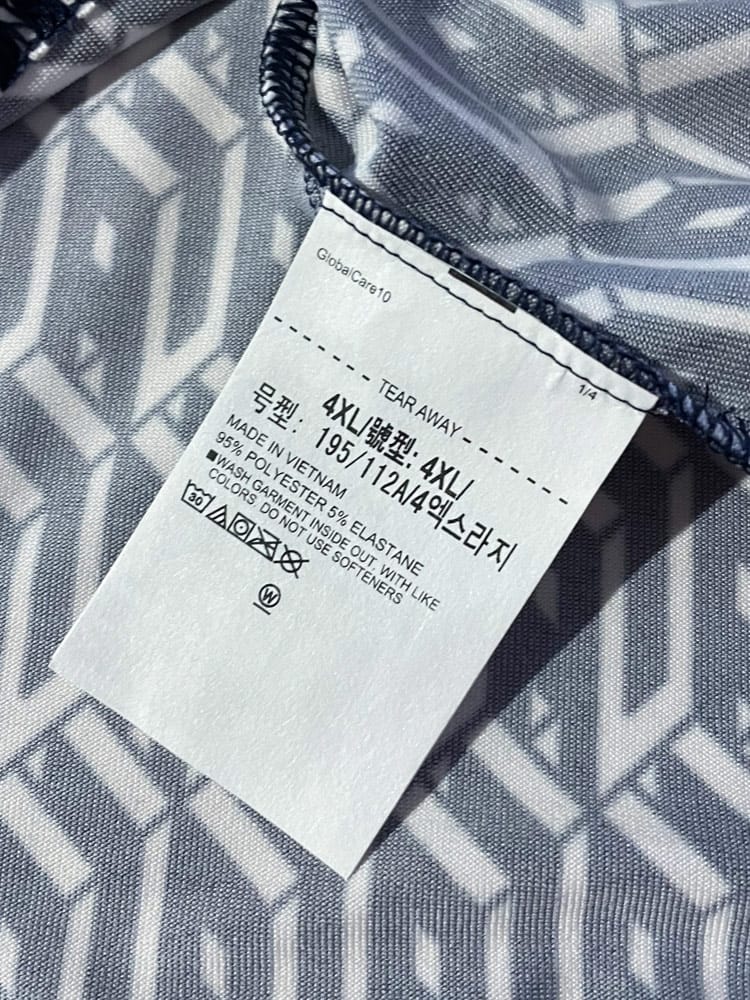 GlobalCare10
1/4
TEAR AWAY
4XL/號型: 4XL/
号型: 195/112A/4엑스라지
MADE IN VIETNAM
95% POLYESTER 5% ELASTANE
■WASH GARMENT INSIDE OUT, WITH LIKE
COLORS, DO NOT USE SOFTENERS
30
W